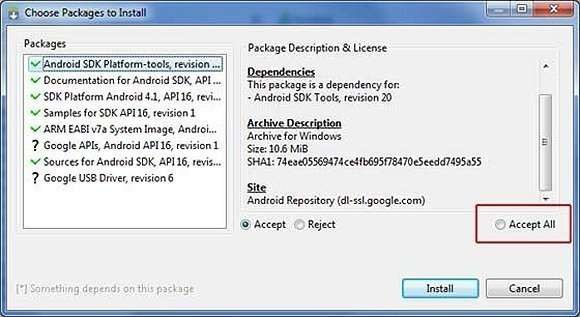 Choose Packages to Install
Packages
Android SDK Platform-tools, revision ...
Documentation for Android SDK, API ...
SDK Platform Android 4.1, API 16, revi...
Samples for SDK API 16, revision 1
ARM EABI v7a System Image, Androi...
Google APIs, Android API 16, revision 1
Sources for Android SDK, API 16, revi...
Google USB Driver, revision 6
Package Description & License
Dependencies
This package is a dependency for:
- Android SDK Tools, revision 20
Archive Description
Archive for Windows
Size: 10.6 MiB
SHA1: 74eae05569474ce4fb695f78470e5eedd7495a55
Site
Android Repository (dl-ssl.google.com)
Accept Reject Accept All
[*] Something depends on this package
Install Cancel